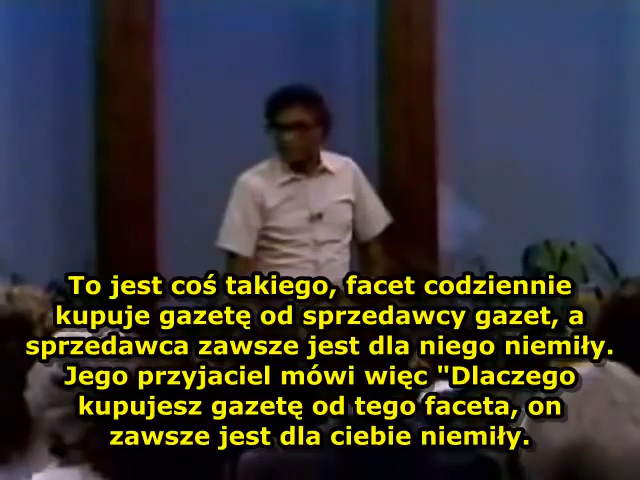 To jest coś takiego, facet codziennie
kupuje gazetę od sprzedawcy gazet, a
sprzedawca zawsze jest dla niego niemiły.
Jego przyjaciel mówi więc "Dlaczego
kupujesz gazetę od tego faceta, on
zawsze jest dla ciebie niemiły.